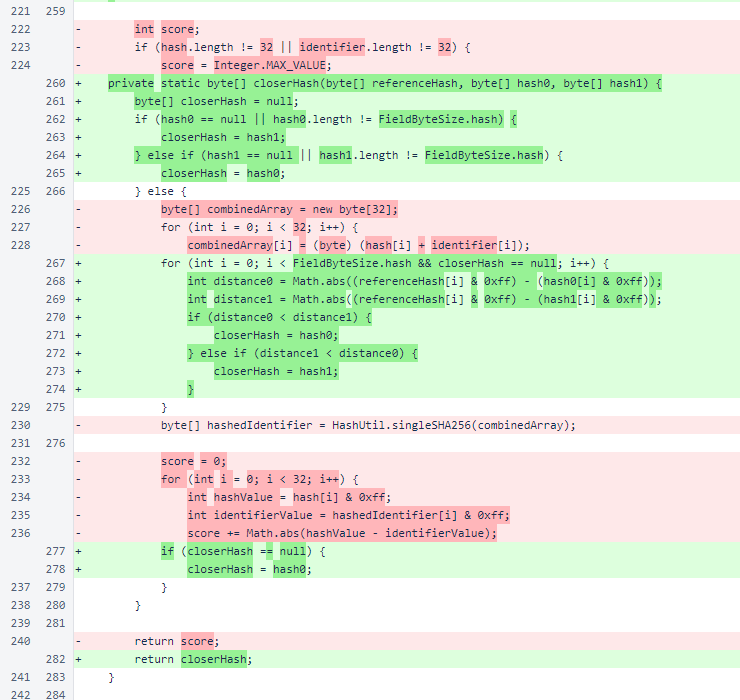 221 259
222 - int score;
223 - if (hash.length != 32 || identifier.length != 32) {
224 - score = Integer.MAX_VALUE;
260 + private static byte[] closerHash(byte[] referenceHash, byte[] hash0, byte[] hash1) {
261 + byte[] closerHash = null;
262 + if (hash0 == null || hash0.length != FieldByteSize.hash) {
263 + closerHash = hash1;
264 + } else if (hash1 == null || hash1.length != FieldByteSize.hash) {
265 + closerHash = hash0;
225 266 } else {
226 - byte[] combinedArray = new byte[32];
227 - for (int i = 0; i < 32; i++) {
228 - combinedArray[i] = (byte) (hash[i] + identifier[i]);
267 + for (int i = 0; i < FieldByteSize.hash && closerHash == null; i++) {
268 + int distance0 = Math.abs((referenceHash[i] & 0xff) - (hash0[i] & 0xff));
269 + int distance1 = Math.abs((referenceHash[i] & 0xff) - (hash1[i] & 0xff));
270 + if (distance0 < distance1) {
271 + closerHash = hash0;
272 + } else if (distance1 < distance0) {
273 + closerHash = hash1;
274 + }
229 275 }
230 - byte[] hashedIdentifier = HashUtil.singleSHA256(combinedArray);
231 276
232 - score = 0;
233 - for (int i = 0; i < 32; i++) {
234 - int hashValue = hash[i] & 0xff;
235 - int identifierValue = hashedIdentifier[i] & 0xff;
236 - score += Math.abs(hashValue - identifierValue);
277 + if (closerHash == null) {
278 + closerHash = hash0;
237 279 }
238 280 }
239 281
240 - return score;
282 + return closerHash;
241 283 }
242 284